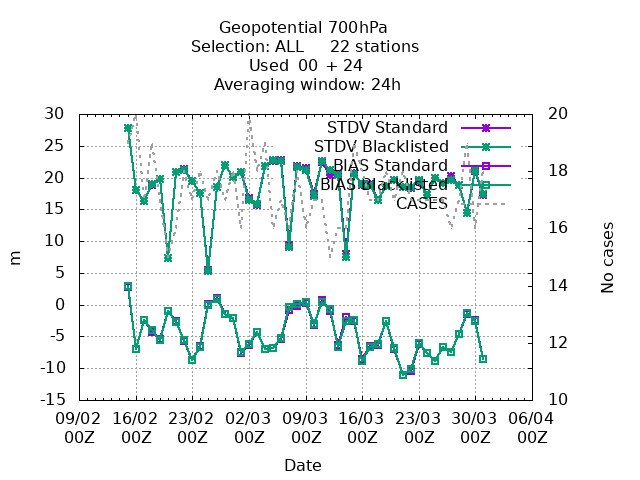 Geopotential 700hPa
Selection: ALL 22 stations
Used 00 + 24
Averaging window: 24h
30
25
20
15
10
5
0
-5
-10
-15
m
20
18
16
14
12
10
No cases
STDV Standard
STDV Blacklisted
BIAS Standard
BIAS Blacklisted
CASES
09/02 16/02 23/02 02/03 09/03 16/03 23/03 30/03 06/04
00Z 00Z 00Z 00Z 00Z 00Z 00Z 00Z 00Z
Date